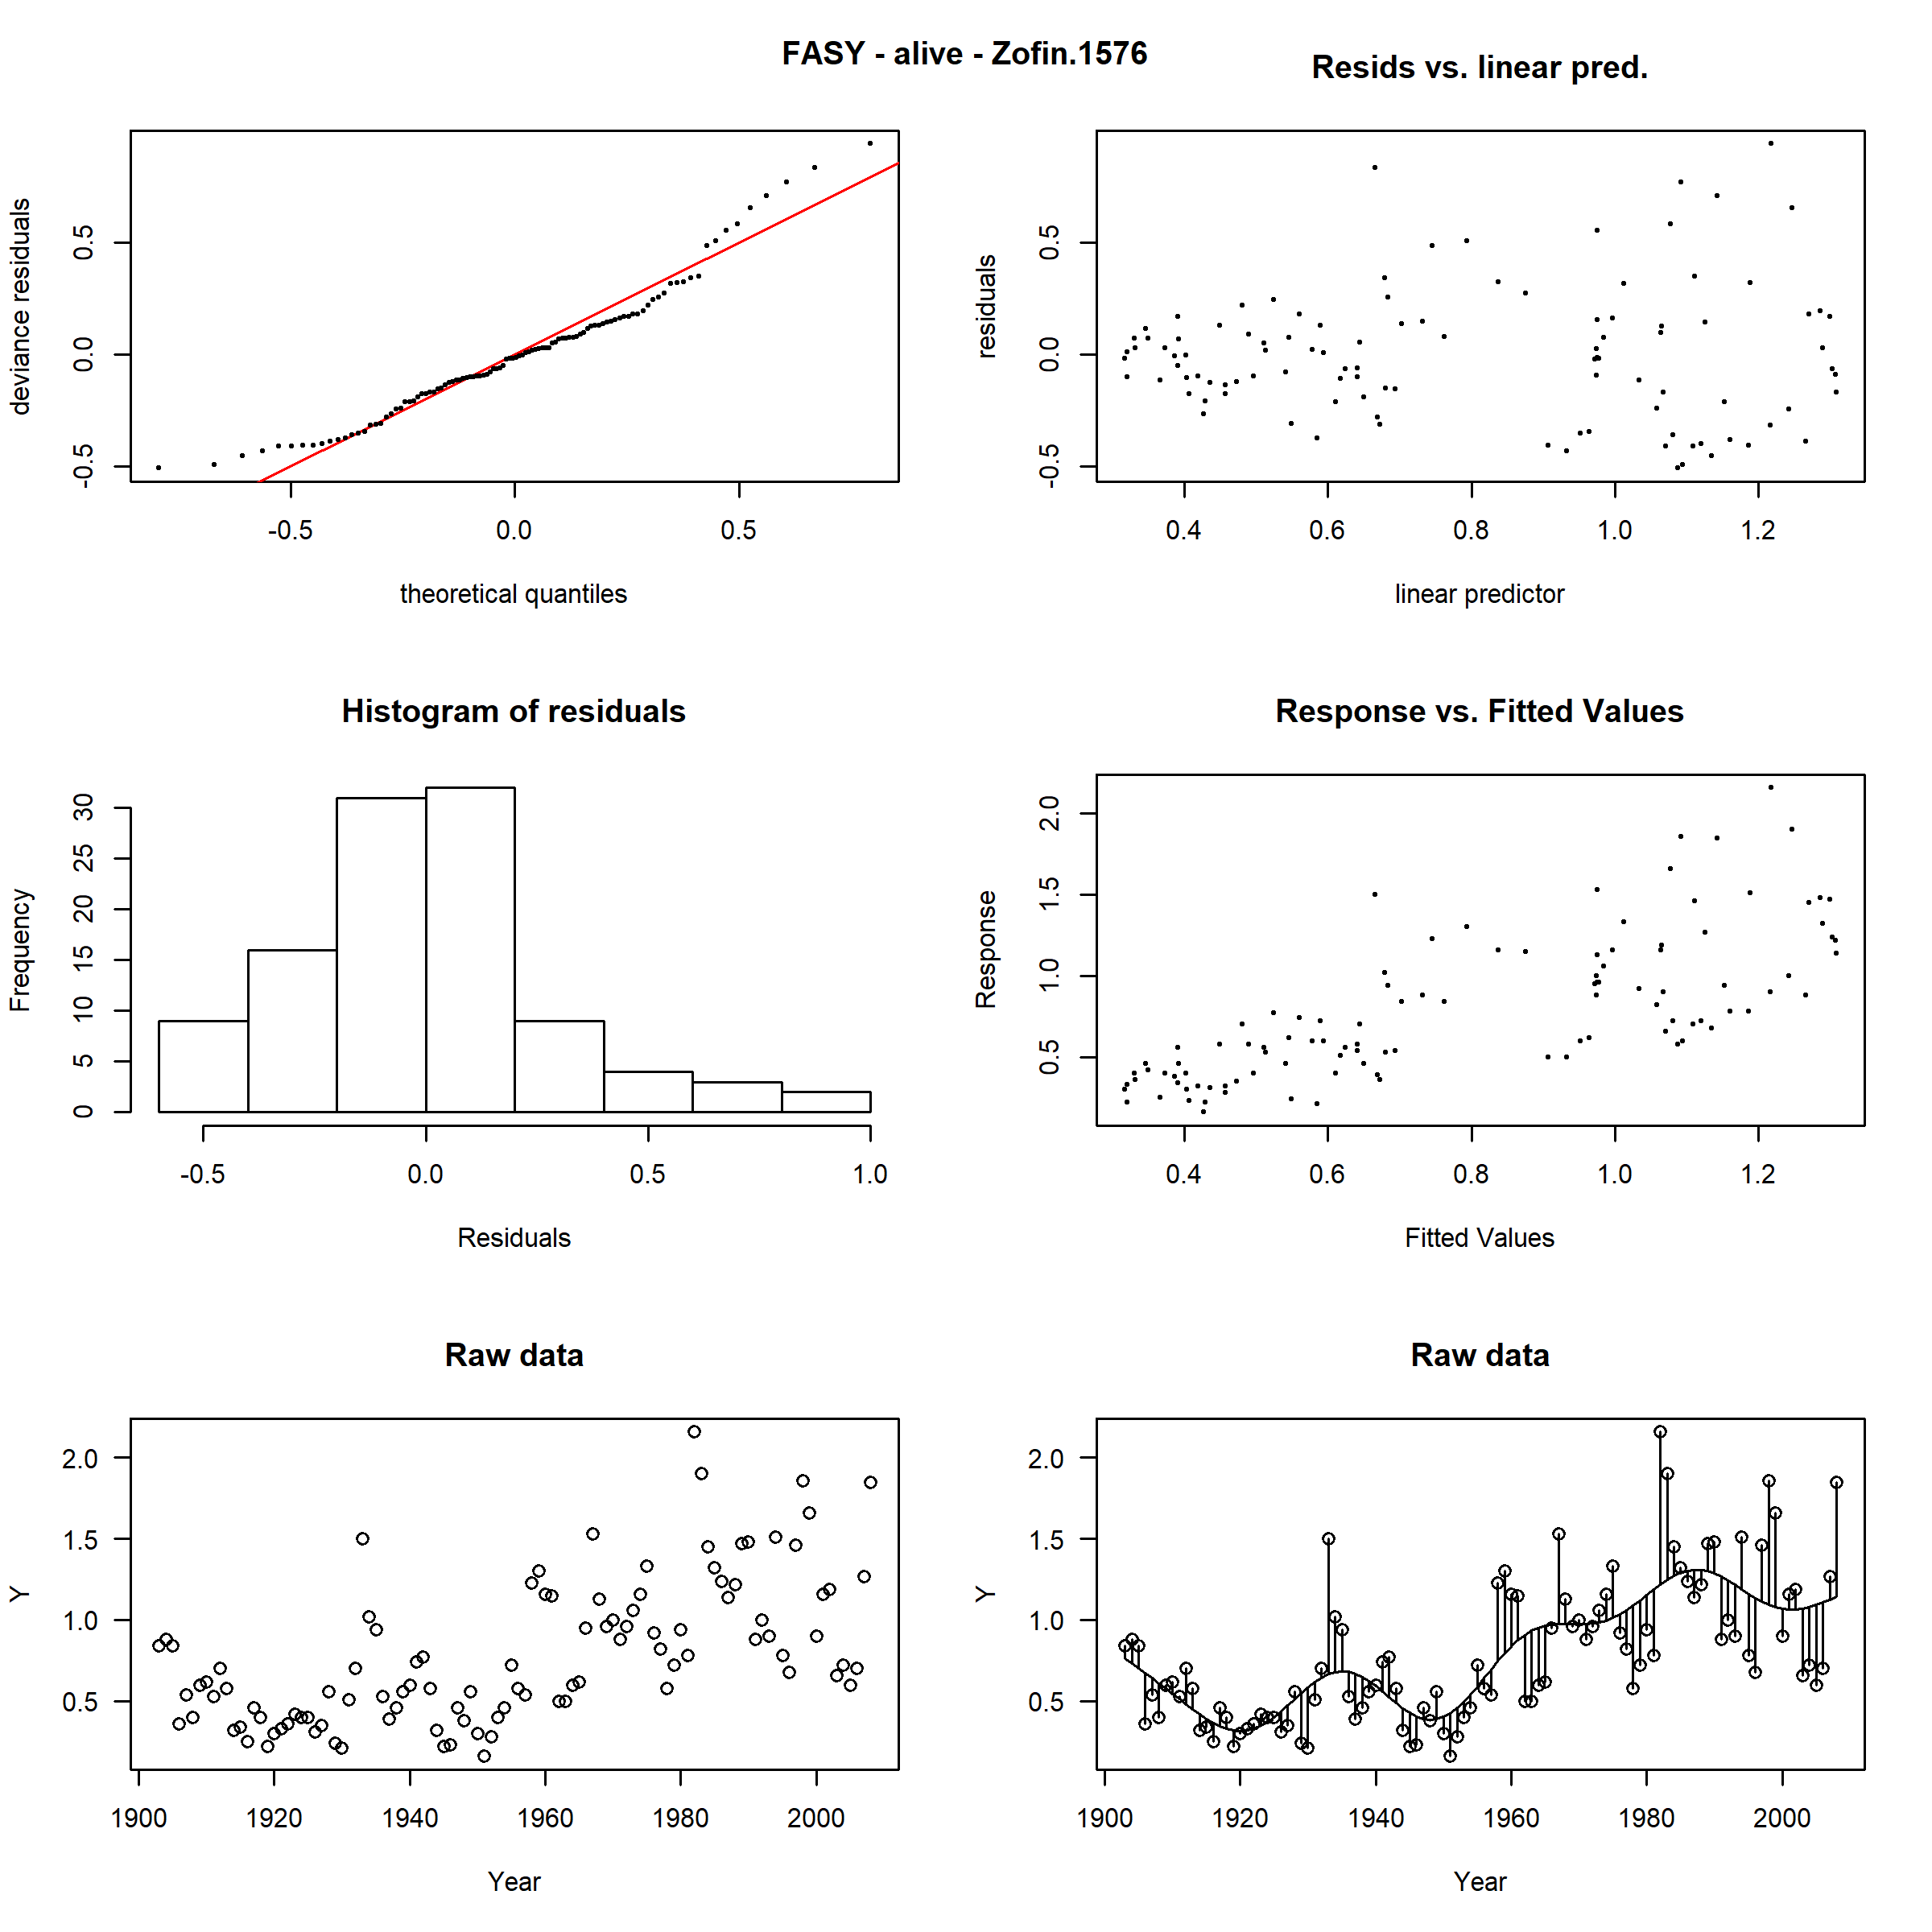 FASY - alive - Zofin.1576
Resids vs. linear pred.
deviance residuals
-0.5 0.0 0.5
-0.5 0.0 0.5
theoretical quantiles
residuals
-0.5 0.0 0.5
0.4 0.6 0.8 1.0 1.2
linear predictor
Histogram of residuals
Frequency
0 5 10 15 20 25 30
-0.5 0.0 0.5 1.0
Residuals
Response vs. Fitted Values
Response
0.5 1.0 1.5 2.0
0.4 0.6 0.8 1.0 1.2
Fitted Values
Raw data
Y
2.0
1.5
1.0
0.5
1900 1920 1940 1960 1980 2000
Year
Raw data
Y
2.0
1.5
1.0
0.5
1900 1920 1940 1960 1980 2000
Year